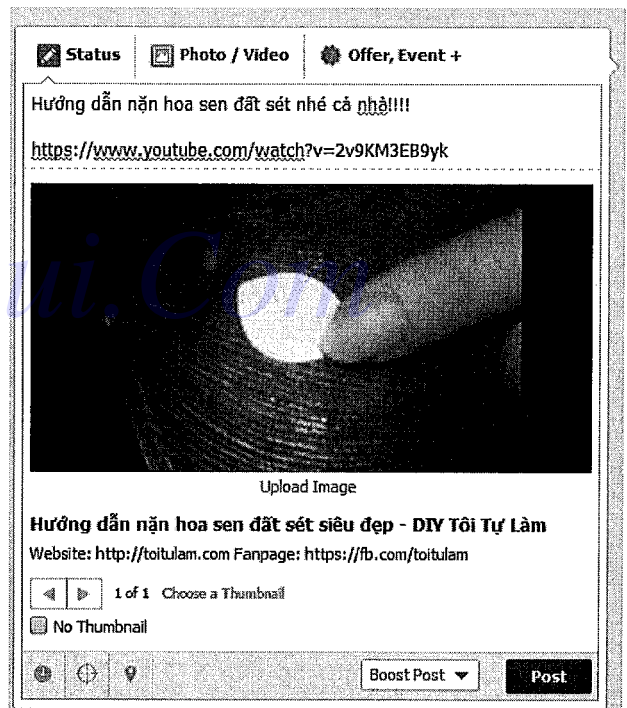 Status
Photo / Video
Offer, Event +
Hướng dẫn nặn hoa sen đất sét nhé cả nhà!!!!
https://www.youtube.com/watch?v=2v9KM3EB9yk
ui.Com
Upload Image
Hướng dẫn nặn hoa sen đất sét siêu đẹp - DIY Tôi Tự Làm
Website: http://toitulam.com Fanpage: https://fb.com/toitulam
1 of 1 Choose a Thumbnail
No Thumbnail
Boost Post
Post